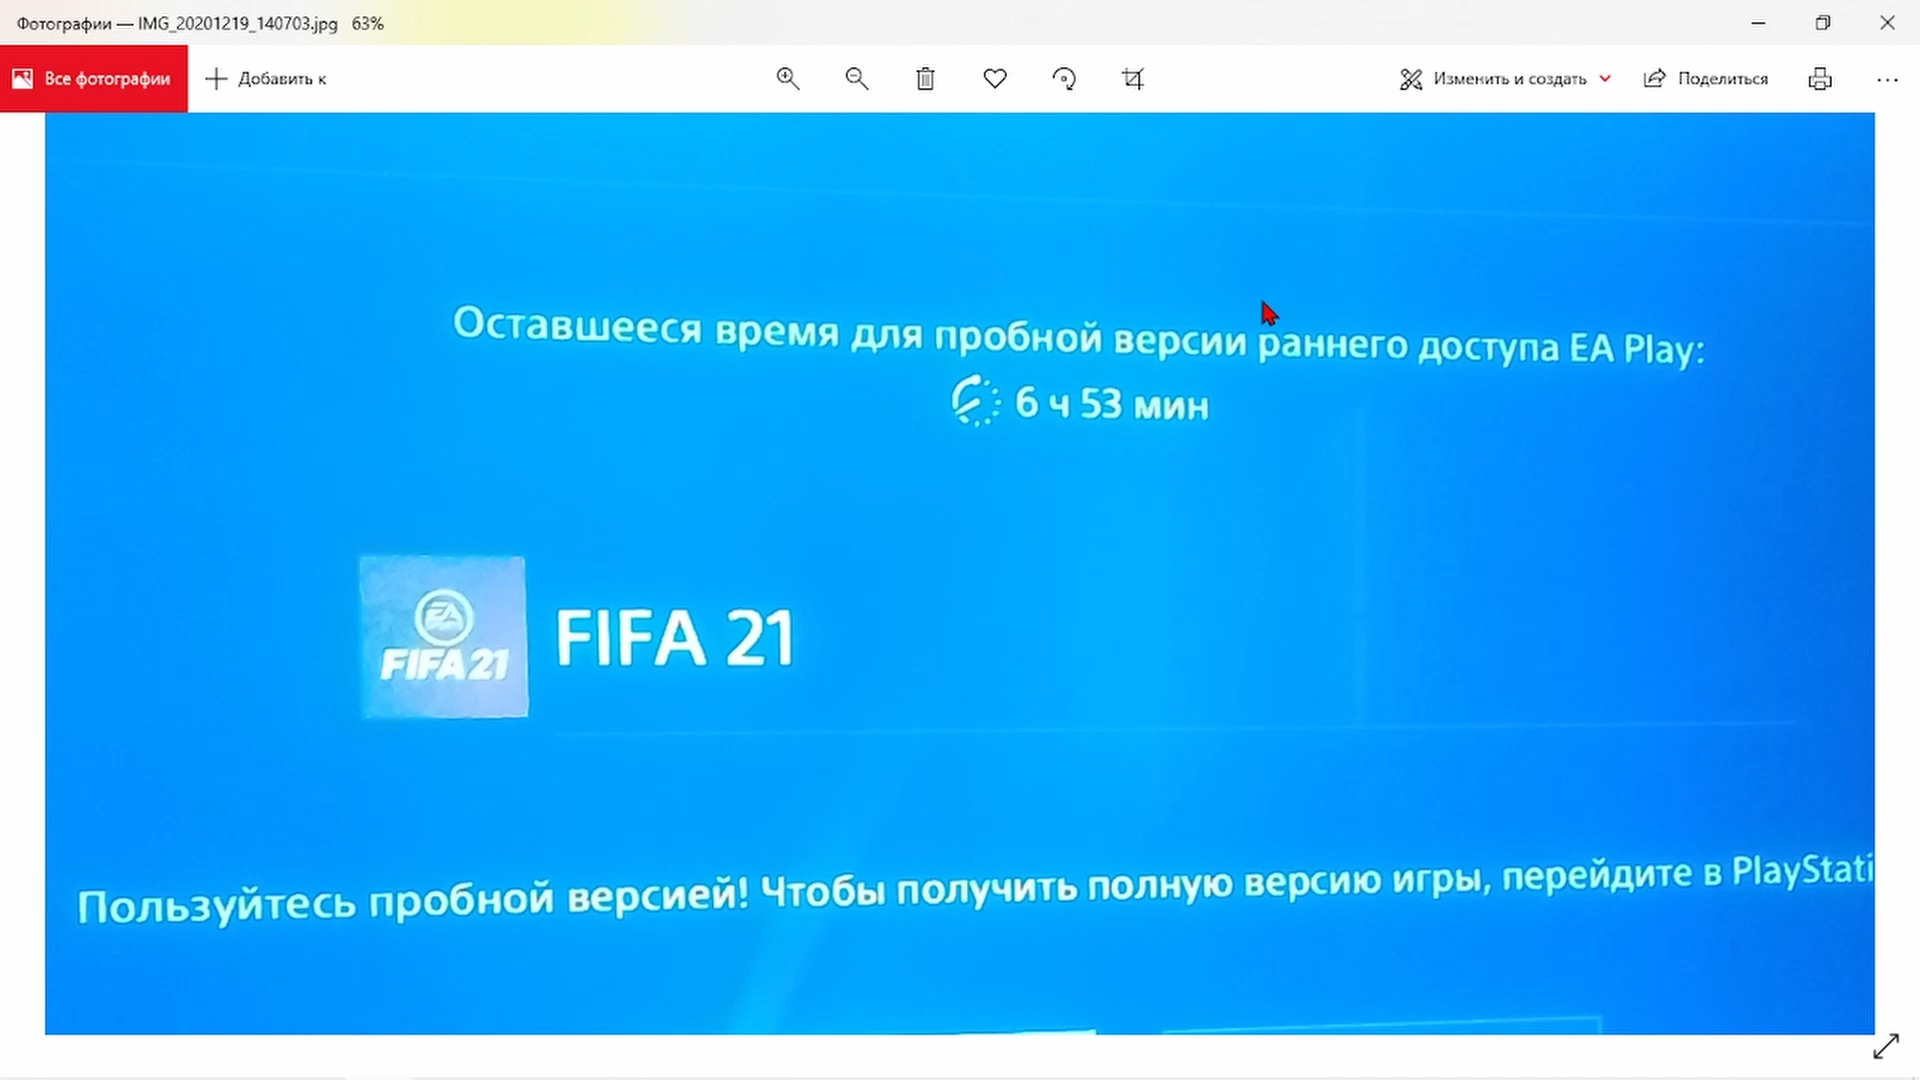 Фотографии — IMG_20201219_140703.jpg 63%
Все фотографии
Добавить к
Изменить и создать
Поделиться
Оставшееся время для пробной версии раннего доступа EA Play:
6 ч 53 мин
EA
FIFA 21
FIFA 21
Пользуйтесь пробной версией! Чтобы получить полную версию игры, перейдите в PlayStati